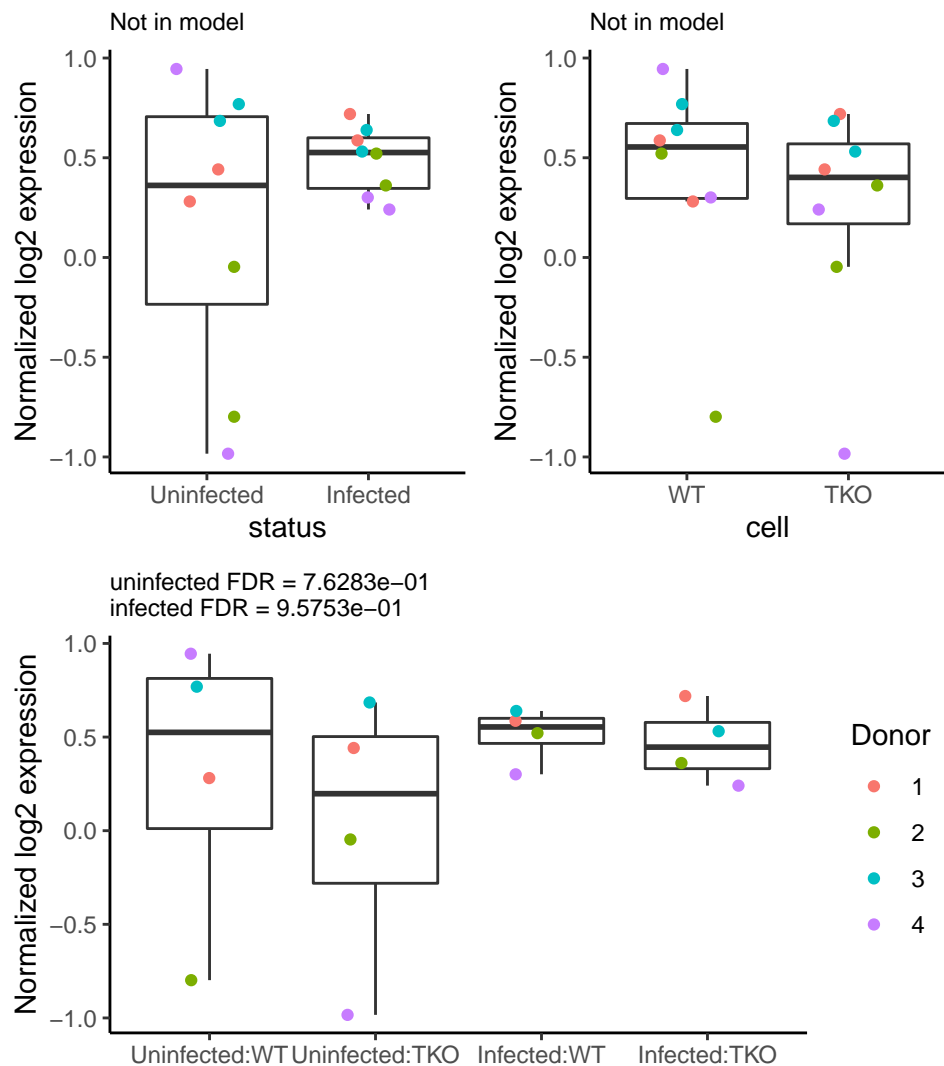 Not in model
Normalized log2 expression
1.0
0.5
0.0
−0.5
−1.0
Uninfected
Infected
status
Not in model
Normalized log2 expression
1.0
0.5
0.0
−0.5
−1.0
WT
TKO
cell
uninfected FDR = 7.6283e−01
infected FDR = 9.5753e−01
Normalized log2 expression
1.0
0.5
0.0
−0.5
−1.0
Uninfected:WT
Uninfected:TKO
Infected:WT
Infected:TKO
Donor
1
2
3
4